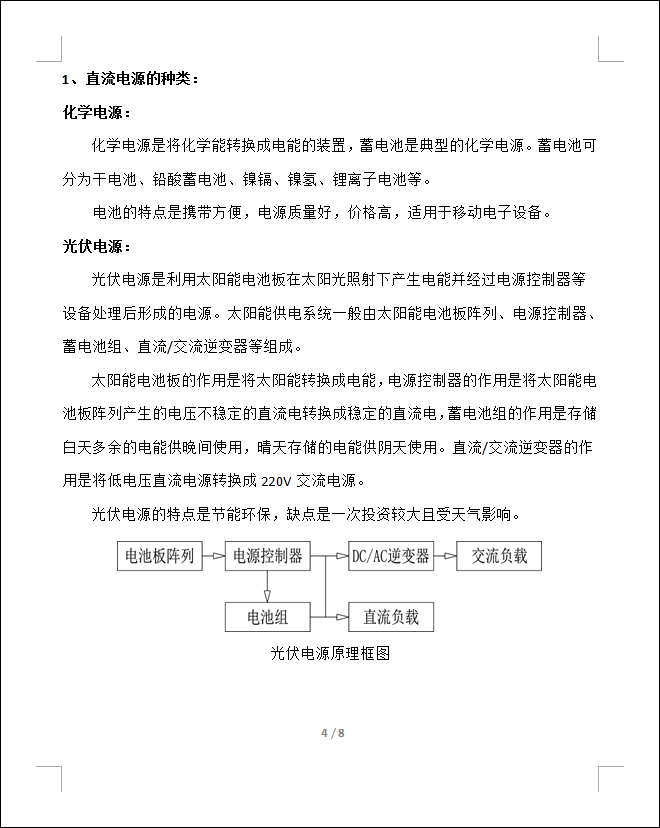 1、直流电源的种类：
化学电源：
化学电源是将化学能转换成电能的装置，蓄电池是典型的化学电源。蓄电池可
分为干电池、铅酸蓄电池、镍镉、镍氢、锂离子电池等。
电池的特点是携带方便，电源质量好，价格高，适用于移动电子设备。
光伏电源：
光伏电源是利用太阳能电池板在太阳光照射下产生电能并经过电源控制器等
设备处理后形成的电源。太阳能供电系统一般由太阳能电池板阵列、电源控制器、
蓄电池组、直流/交流逆变器等组成。
太阳能电池板的作用是将太阳能转换成电能，电源控制器的作用是将太阳能电
池板阵列产生的电压不稳定的直流电转换成稳定的直流电，蓄电池组的作用是存储
白天多余的电能供晚间使用，晴天存储的电能供阴天使用。直流/交流逆变器的作
用是将低电压直流电源转换成 220V 交流电源。
光伏电源的特点是节能环保，缺点是一次投资较大且受天气影响。
电池板阵列 电源控制器 DC/AC逆变器 交流负载
电池组 直流负载
光伏电源原理框图
4 / 8